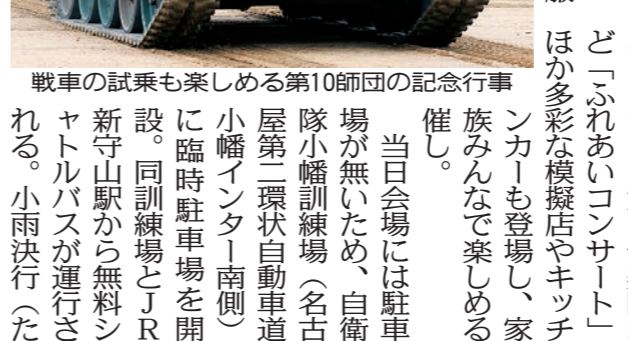 戦車の試乗も楽しめる第10師団の記念行事
ど「ふれあいコンサート」
ほか多彩な模擬店やキッチ
ンカーも登場し、家
族みんなで楽しめる
催し。
当日会場には駐車
場が無いため、自衛
隊小幡訓練場（名古
屋第二環状自動車道
小幡インター南側）
に臨時駐車場を開
設。同訓練場とJR
新守山駅から無料シ
ャトルバスが運行さ
れる。小雨決行（た